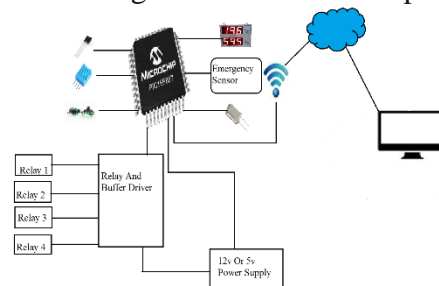 MICROCHIP
Emergency
Sensor
Relay 1
Relay 2
Relay 3
Relay 4
Relay And
Buffer Driver
12v Or 5v
Power Supply